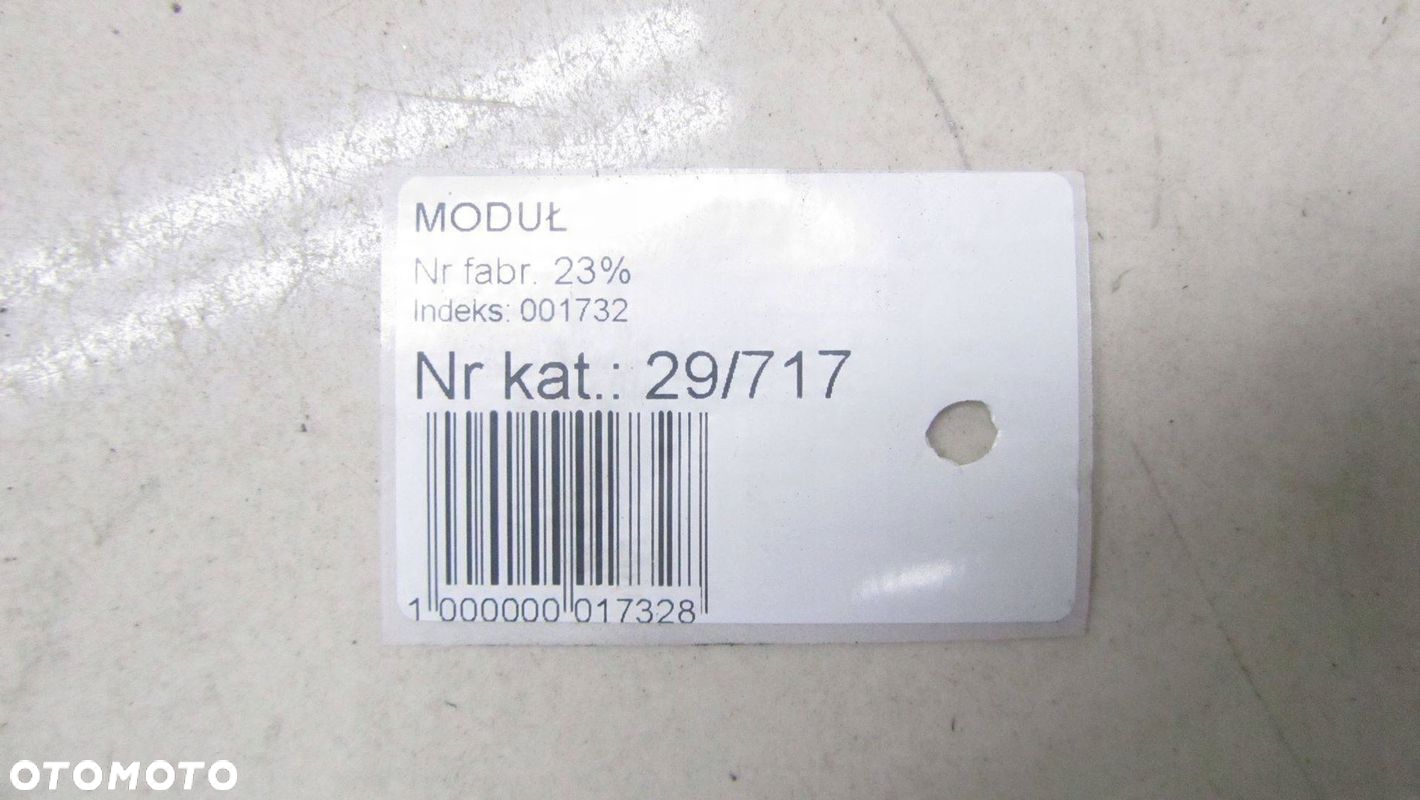 MODUŁ
Nr fabr. 23%
Indeks: 001732
Nr kat.: 29/717
1 000000 017328
OTOMOTO